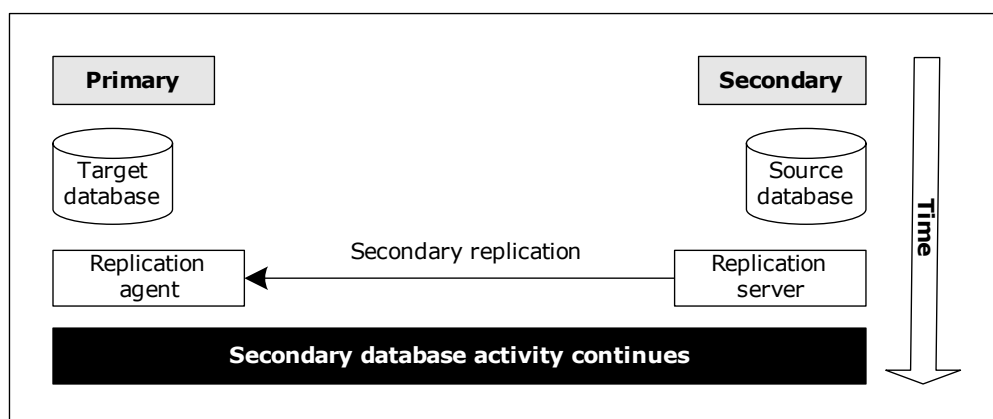 Primary
Secondary
Target
database
Source
database
Time
Secondary replication
Replication
agent
Replication
server
Secondary database activity continues